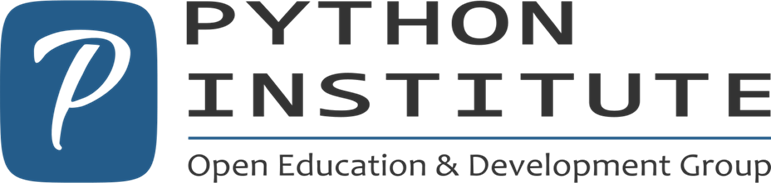 P
PYTHON
INSTITUTE
Open Education & Development Group